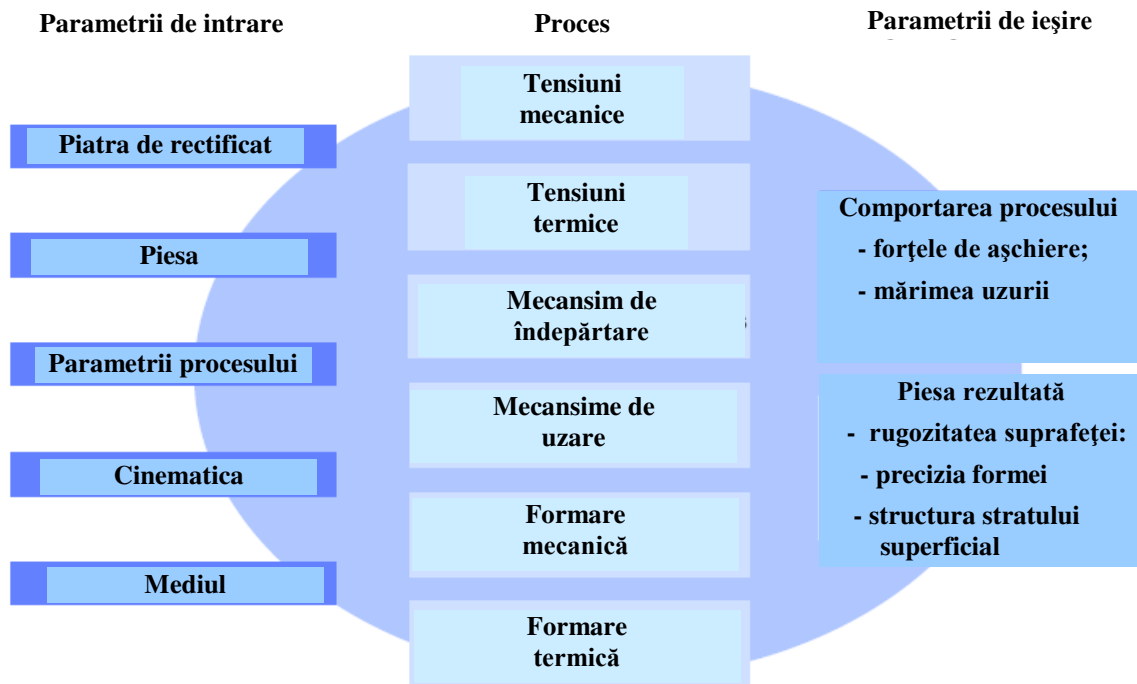 Parametrii de intrare
Proces
Parametrii de ieşire
Piatra de rectificat
Piesa
Parametrii procesului
Cinematica
Mediul
Tensiuni
mecanice
Tensiuni
termice
Mecansim de
îndepărtare
Mecansime de
uzare
Formare
mecanică
Formare
termică
Comportarea procesului
- forţele de aşchiere;
- mărimea uzurii
Piesa rezultată
- rugozitatea suprafeţei:
- precizia formei
- structura stratului
superficial